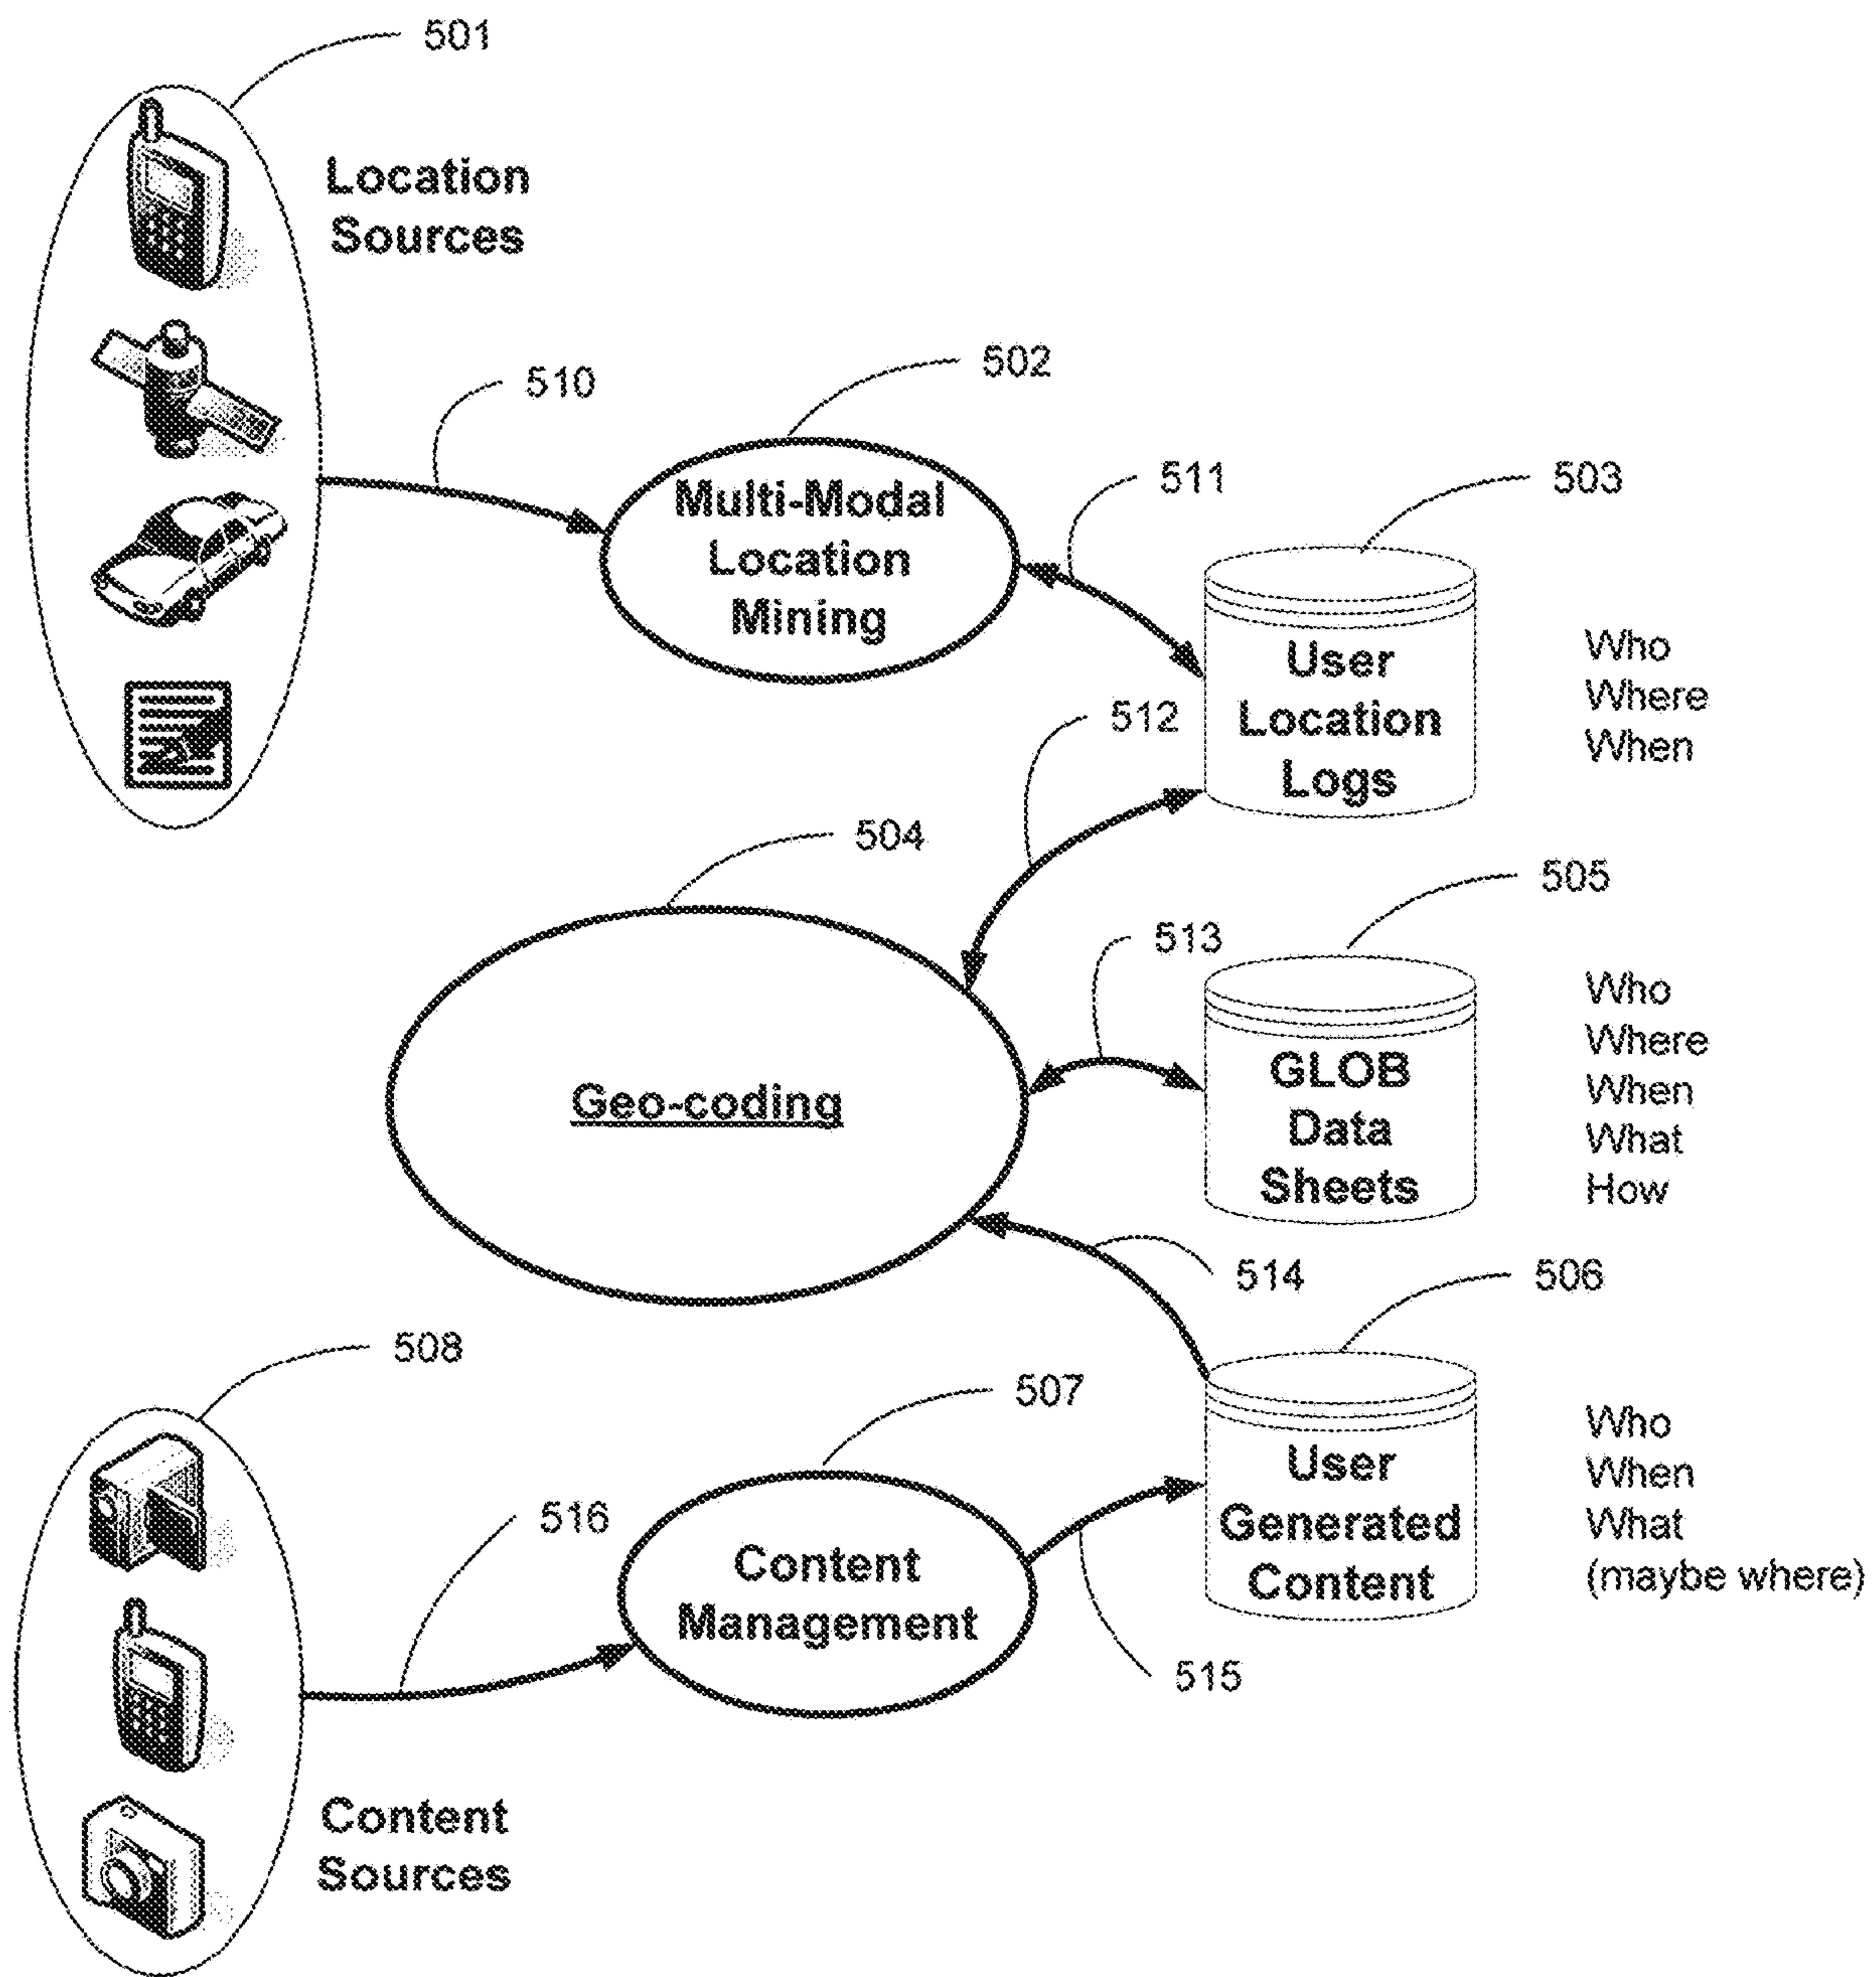 501
Location
Sources
510
502
Multi-Modal
Location
Mining
511
503
User
Location
Logs
Who
Where
When
512
504
Geo-coding
513
505
GLOB
Data
Sheets
Who
Where
When
What
How
514
506
User
Generated
Content
Who
When
What
(maybe where)
508
507
516
Content
Management
515
Content
Sources